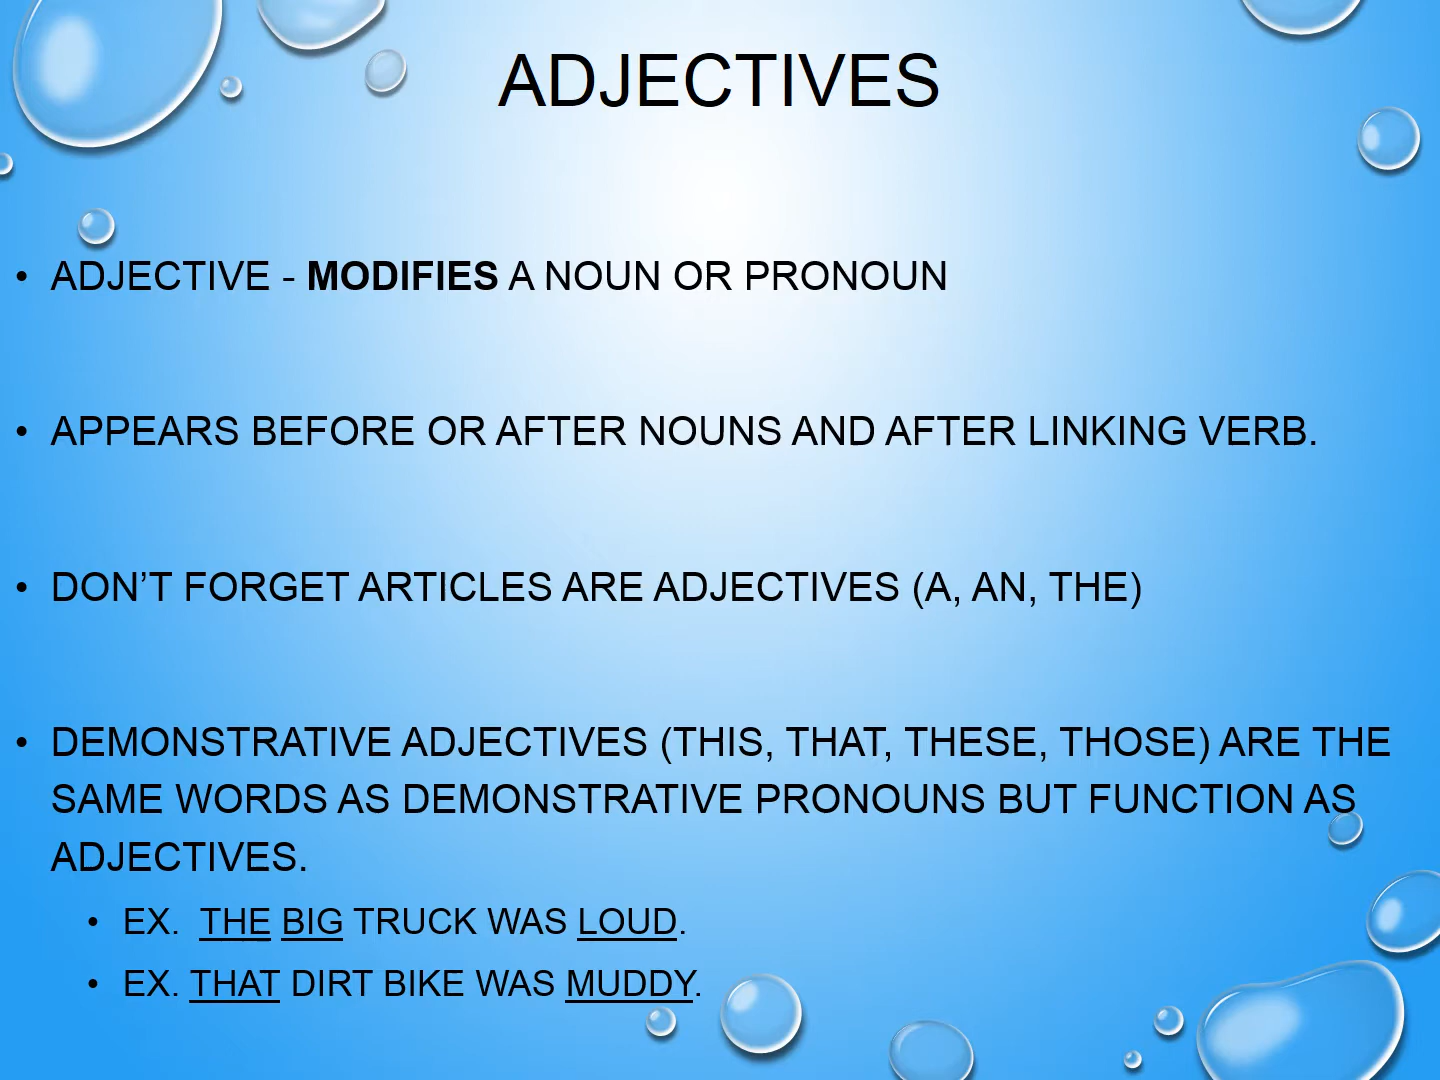 ADJECTIVES
• ADJECTIVE - MODIFIES A NOUN OR PRONOUN
• APPEARS BEFORE OR AFTER NOUNS AND AFTER LINKING VERB.
• DON’T FORGET ARTICLES ARE ADJECTIVES (A, AN, THE)
• DEMONSTRATIVE ADJECTIVES (THIS, THAT, THESE, THOSE) ARE THE
SAME WORDS AS DEMONSTRATIVE PRONOUNS BUT FUNCTION AS
ADJECTIVES.
• EX. THE BIG TRUCK WAS LOUD.
• EX. THAT DIRT BIKE WAS MUDDY.